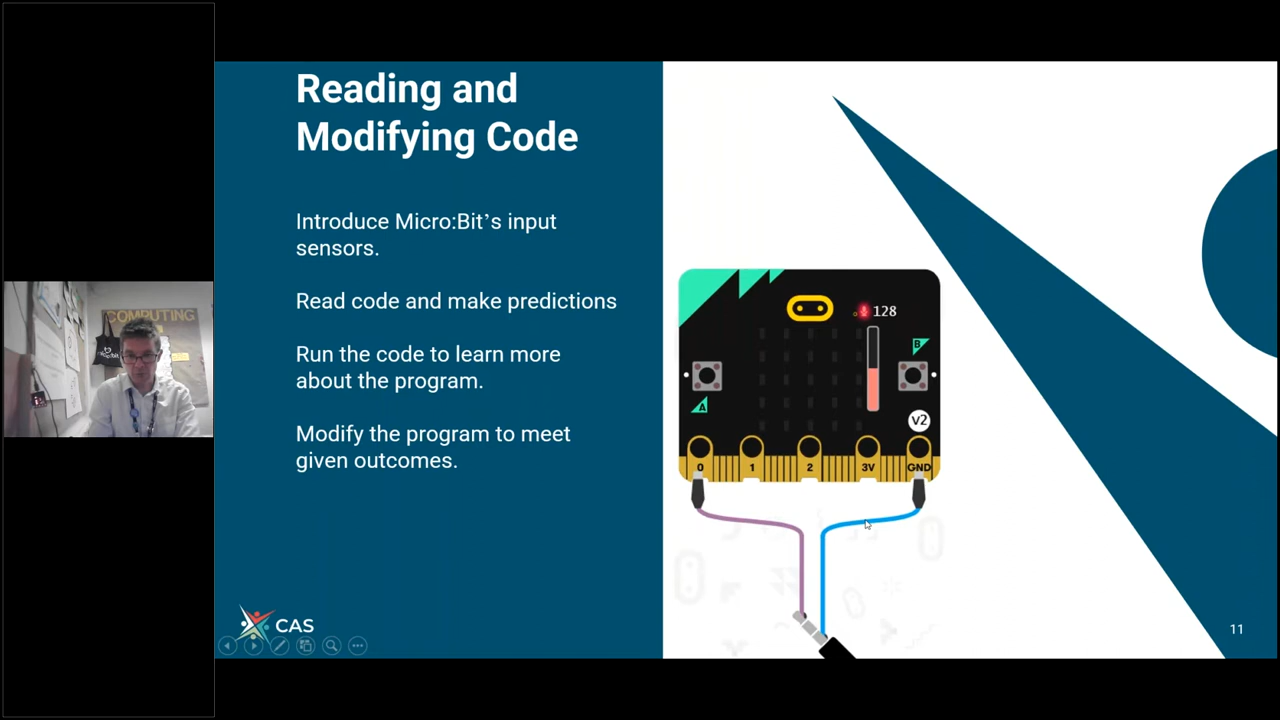 Reading and
Modifying Code
Introduce Micro:Bit's input
sensors.
Read code and make predictions
Run the code to learn more
about the program.
Modify the program to meet
given outcomes.
CAS
128
B
A
V2
0 1 2 3V GND
11
COMPUTING